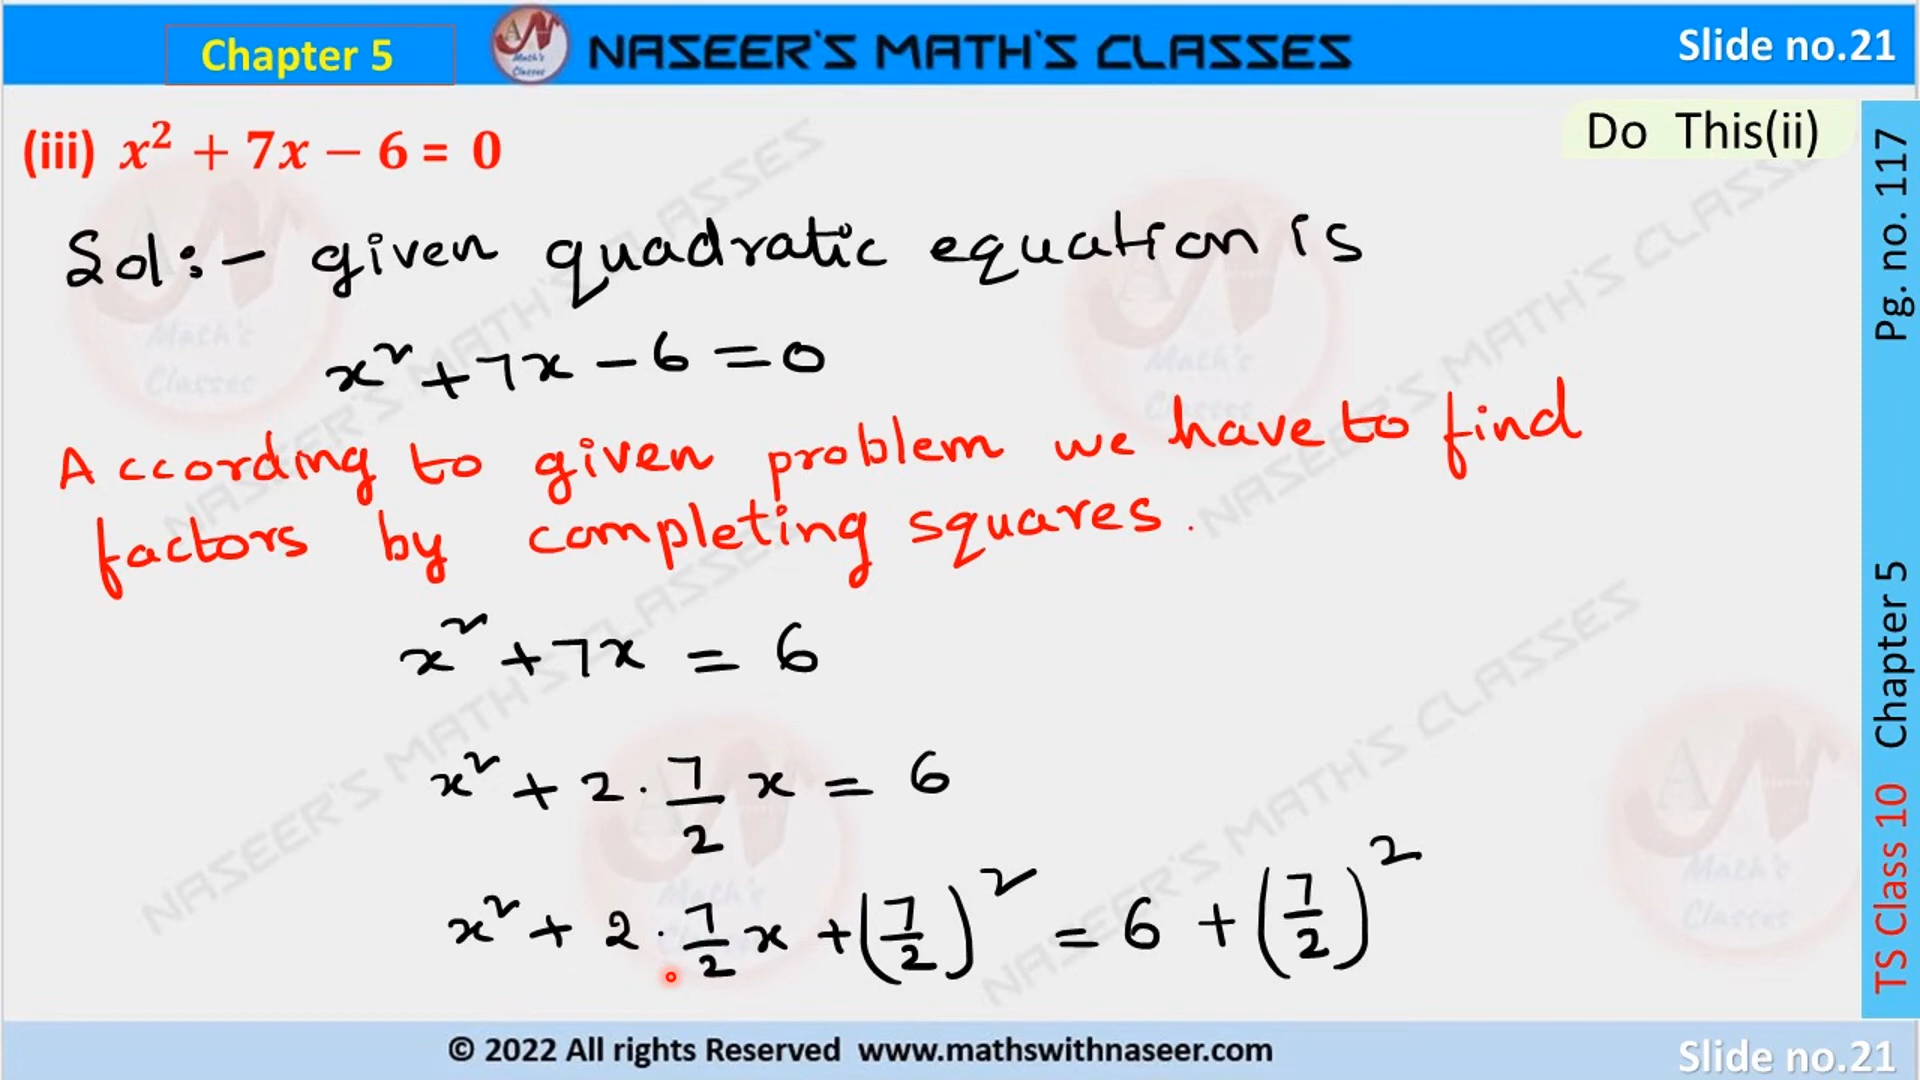 Chapter 5
AN Math's Classes
NASEER'S MATH'S CLASSES
Slide no.21
(iii) x² + 7x − 6 = 0
Do This(ii)
Pg. no. 117
Sol:- given quadratic equation is
x² + 7x − 6 = 0
According to given problem we have to find
factors by completing squares.
x² + 7x = 6
x² + 2 · 7/2 x = 6
x² + 2 · 7/2 x + (7/2)² = 6 + (7/2)²
TS Class 10 Chapter 5
© 2022 All rights Reserved www.mathswithnaseer.com
Slide no.21